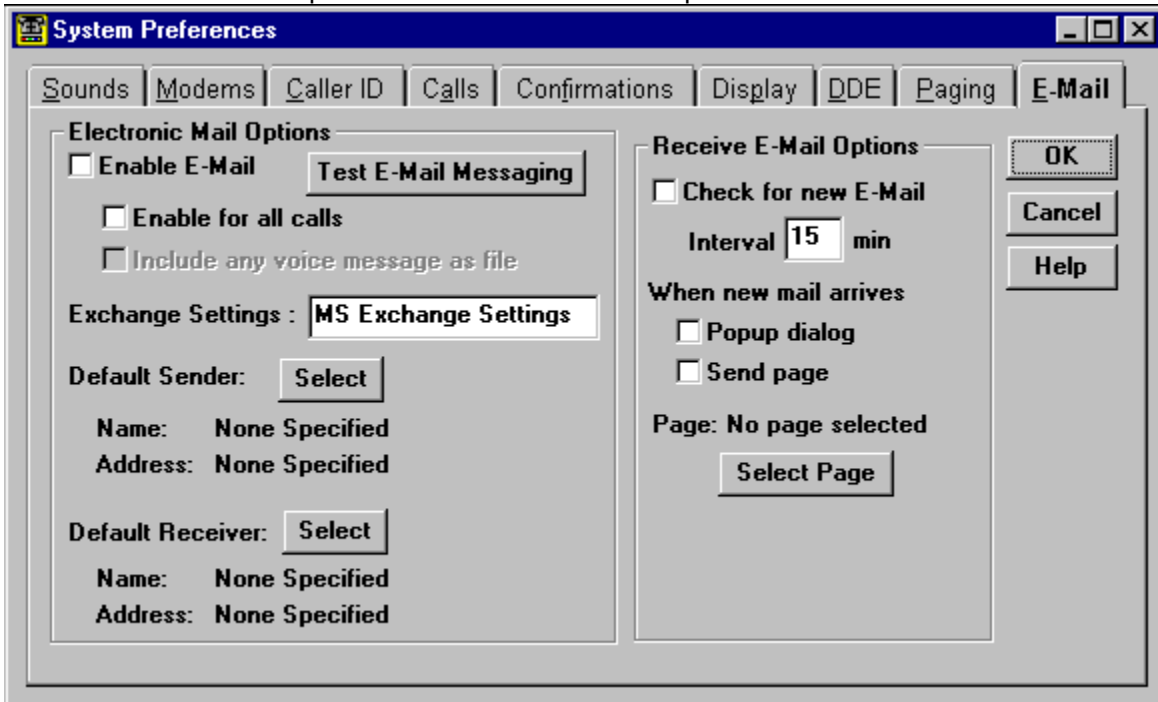 System Preferences
Sounds Modems Caller ID Calls Confirmations Display DDE Paging E-Mail
Electronic Mail Options
Enable E-Mail Test E-Mail Messaging
Enable for all calls
Include any voice message as file
Exchange Settings : MS Exchange Settings
Default Sender: Select
Name: None Specified
Address: None Specified
Default Receiver: Select
Name: None Specified
Address: None Specified
Receive E-Mail Options
Check for new E-Mail
Interval 15 min
When new mail arrives
Popup dialog
Send page
Page: No page selected
Select Page
OK
Cancel
Help